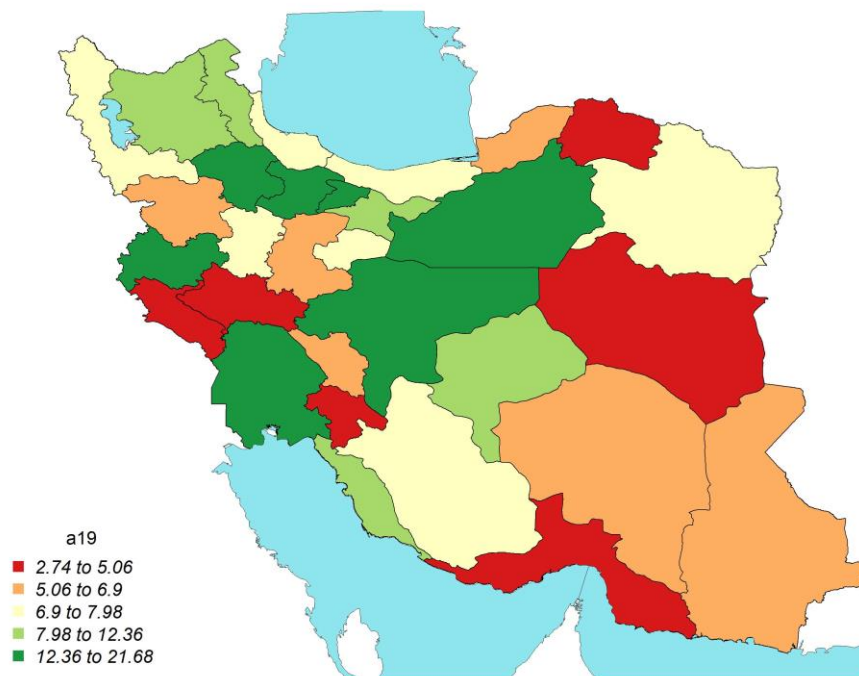 a19
2.74 to 5.06
5.06 to 6.9
6.9 to 7.98
7.98 to 12.36
12.36 to 21.68